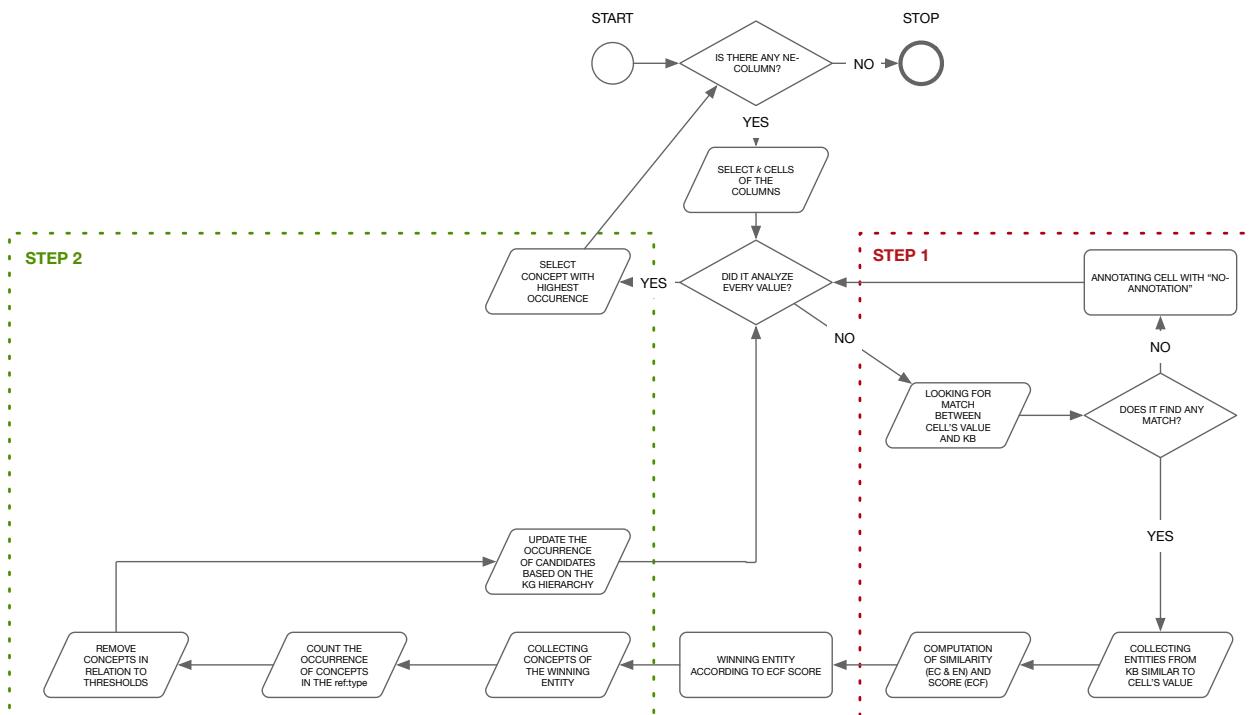 START
STOP
IS THERE ANY NE-
COLUMN?
NO
YES
SELECT k CELLS
OF THE
COLUMNS
STEP 2
STEP 1
SELECT
CONCEPT WITH
HIGHEST
OCCURENCE
YES
DID IT ANALYZE
EVERY VALUE?
ANNOTATING CELL WITH “NO-
ANNOTATION”
NO
NO
LOOKING FOR
MATCH
BETWEEN
CELL'S VALUE
AND KB
DOES IT FIND ANY
MATCH?
YES
UPDATE THE
OCCURRENCE
OF CANDIDATES
BASED ON THE
KG HIERARCHY
REMOVE
CONCEPTS IN
RELATION TO
THRESHOLDS
COUNT THE
OCCURRENCE
OF CONCEPTS
IN THE ref:type
COLLECTING
CONCEPTS OF
THE WINNING
ENTITY
WINNING ENTITY
ACCORDING TO ECF SCORE
COMPUTATION
OF SIMILARITY
(EC & EN) AND
SCORE (ECF)
COLLECTING
ENTITIES FROM
KB SIMILAR TO
CELL'S VALUE